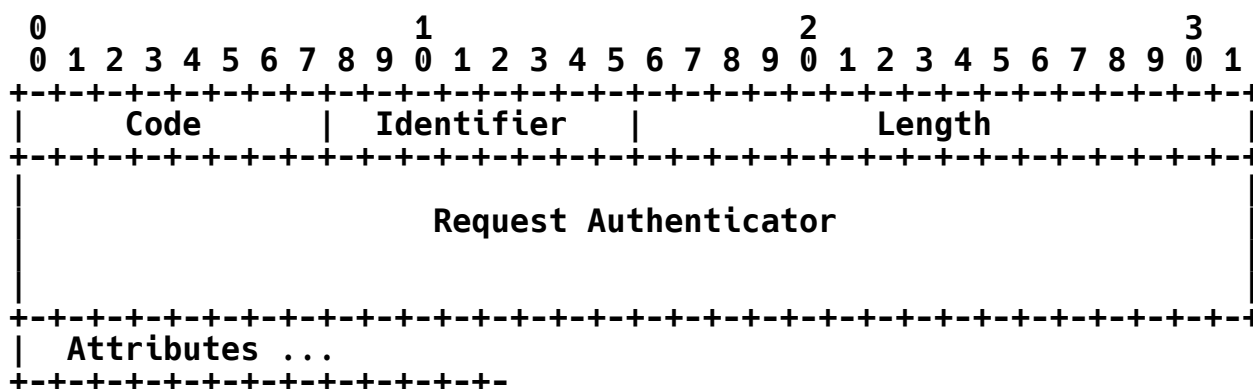 0                   1                   2                   3
 0 1 2 3 4 5 6 7 8 9 0 1 2 3 4 5 6 7 8 9 0 1 2 3 4 5 6 7 8 9 0 1
+-+-+-+-+-+-+-+-+-+-+-+-+-+-+-+-+-+-+-+-+-+-+-+-+-+-+-+-+-+-+-+-+
|     Code      |  Identifier   |            Length             |
+-+-+-+-+-+-+-+-+-+-+-+-+-+-+-+-+-+-+-+-+-+-+-+-+-+-+-+-+-+-+-+-+
|                                                               |
|                     Request Authenticator                     |
|                                                               |
|                                                               |
+-+-+-+-+-+-+-+-+-+-+-+-+-+-+-+-+-+-+-+-+-+-+-+-+-+-+-+-+-+-+-+-+
|  Attributes ...
+-+-+-+-+-+-+-+-+-+-+-+-+-